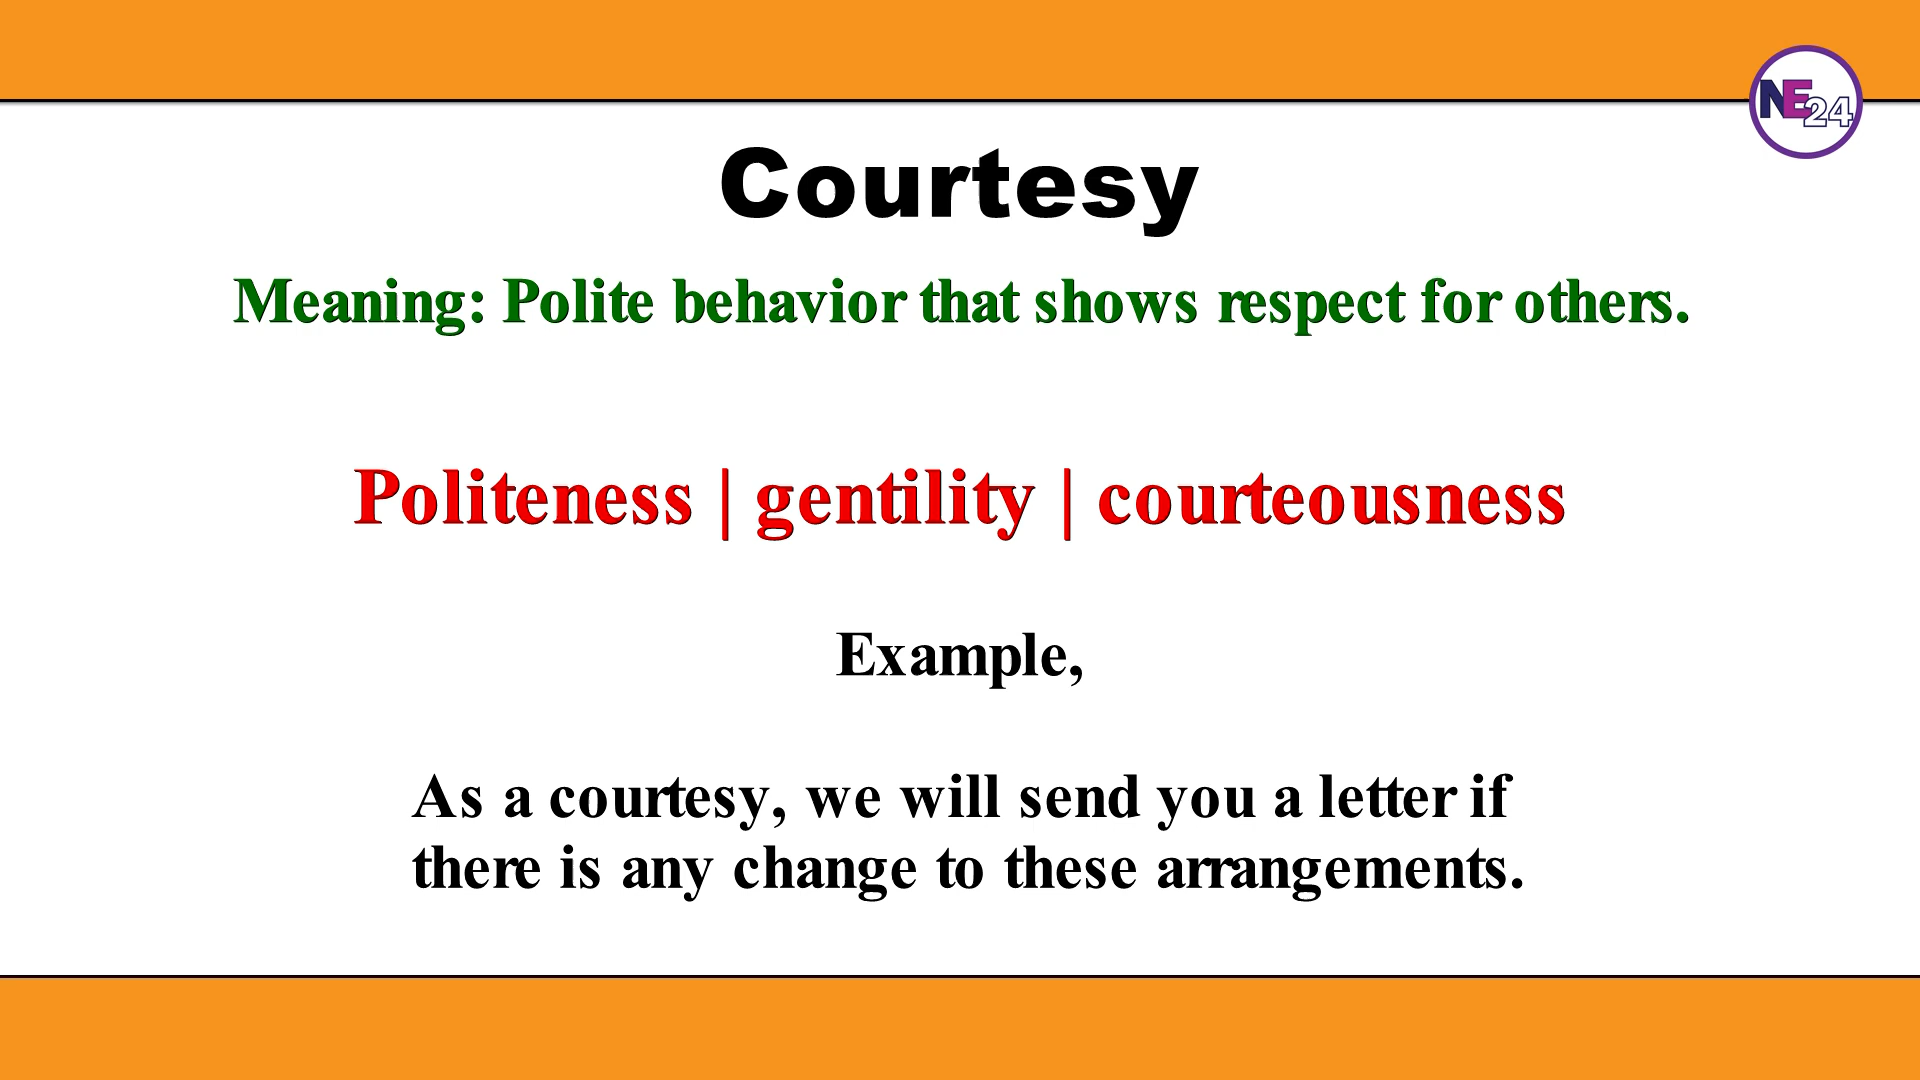 NE24
Courtesy
Meaning: Polite behavior that shows respect for others.
Politeness | gentility | courteousness
Example,
As a courtesy, we will send you a letter if
there is any change to these arrangements.